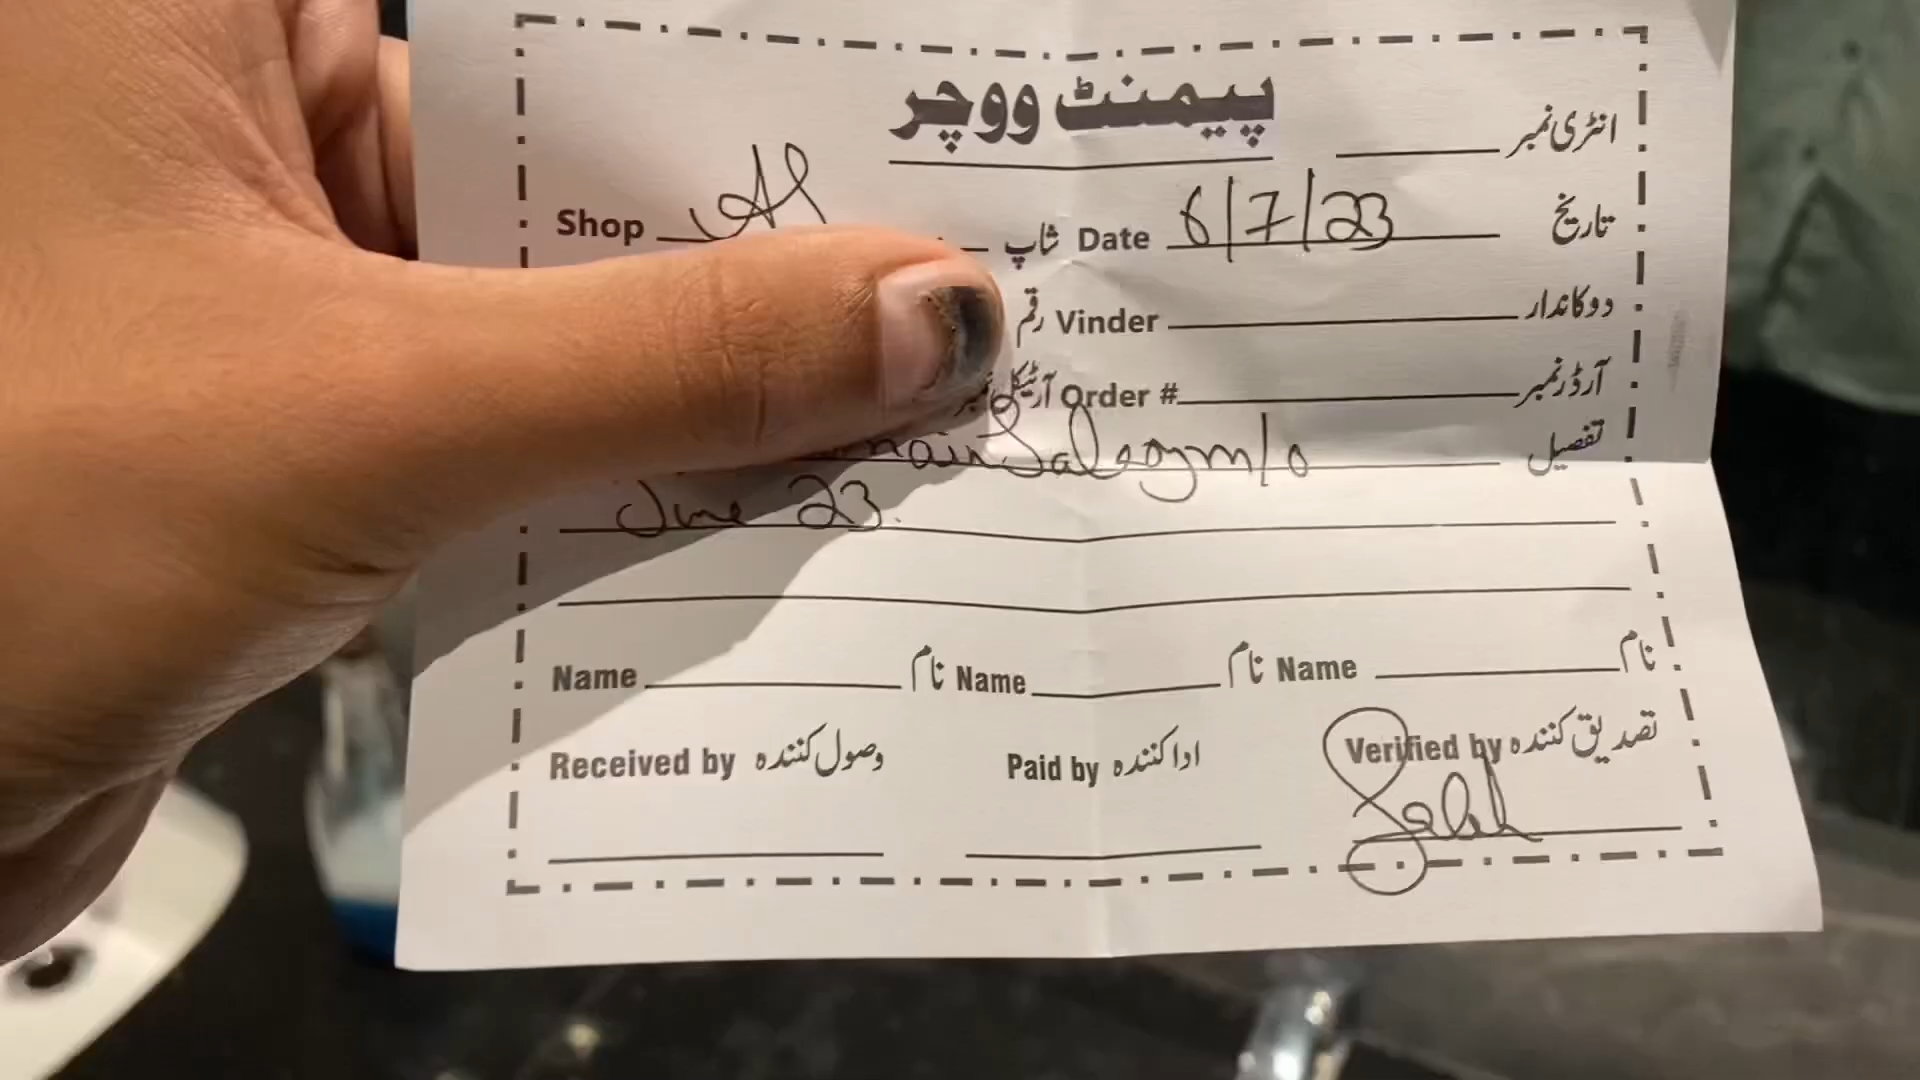 پیمنٹ ووچر
انٹری نمبر
Shop شاپ Date 6/7/23 تاریخ
رقم Vinder دوکاندار
آرٹیکل نمبر Order # آرڈر نمبر
m/o تفصیل
June 23.
Name نام Name نام Name نام
Received by وصول کنندہ Paid by ادا کنندہ Verified by تصدیق کنندہ